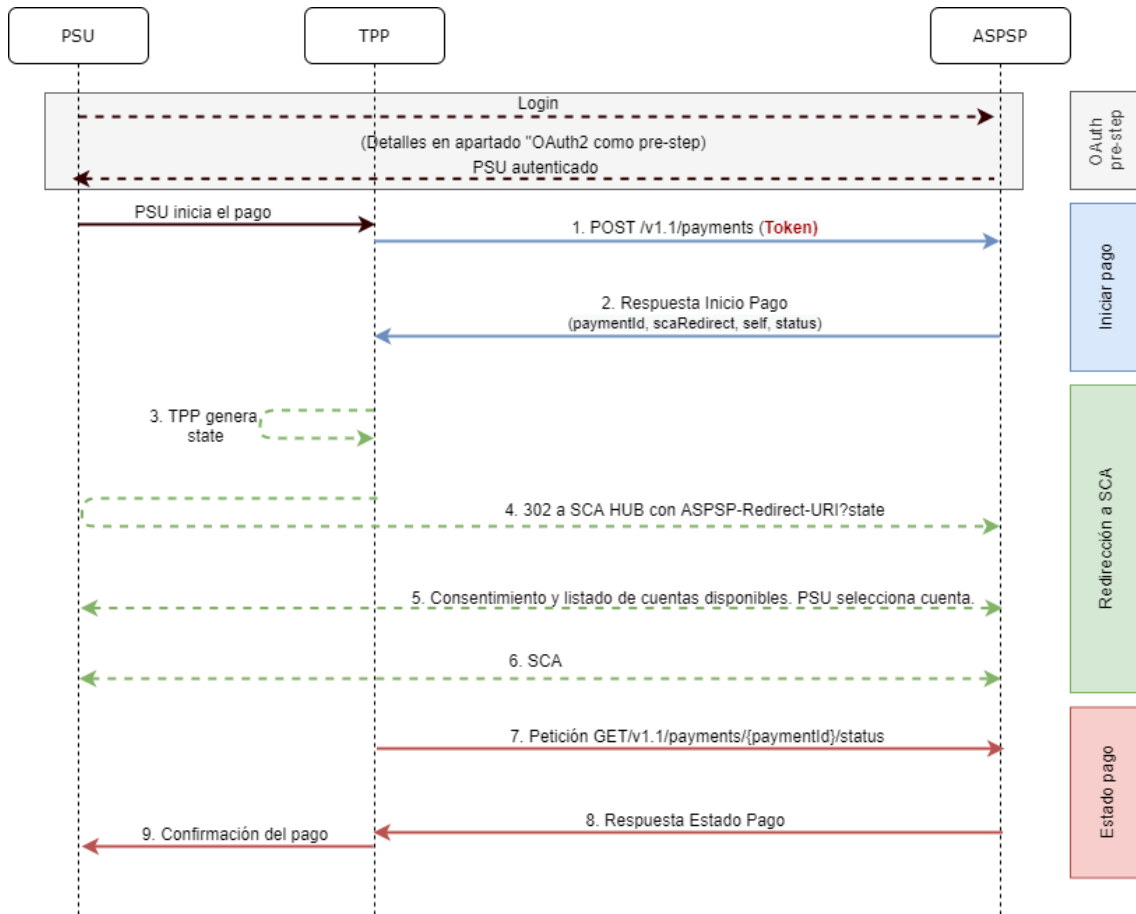 PSU
TPP
ASPSP
Login
(Detalles en apartado "OAuth2 como pre-step)
PSU autenticado
OAuth
pre-step
PSU inicia el pago
1. POST /v1.1/payments (Token)
2. Respuesta Inicio Pago
(paymentId, scaRedirect, self, status)
Iniciar pago
3. TPP genera
state
4. 302 a SCA HUB con ASPSP-Redirect-URI?state
5. Consentimiento y listado de cuentas disponibles. PSU selecciona cuenta.
6. SCA
Redirección a SCA
7. Petición GET/v1.1/payments/{paymentId}/status
8. Respuesta Estado Pago
9. Confirmación del pago
Estado pago